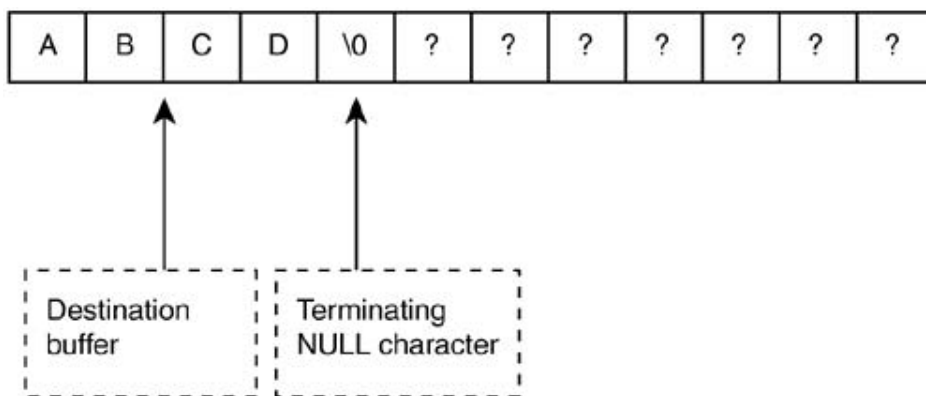 A B C D \0 ? ? ? ? ? ? ?
Destination
buffer
Terminating
NULL character